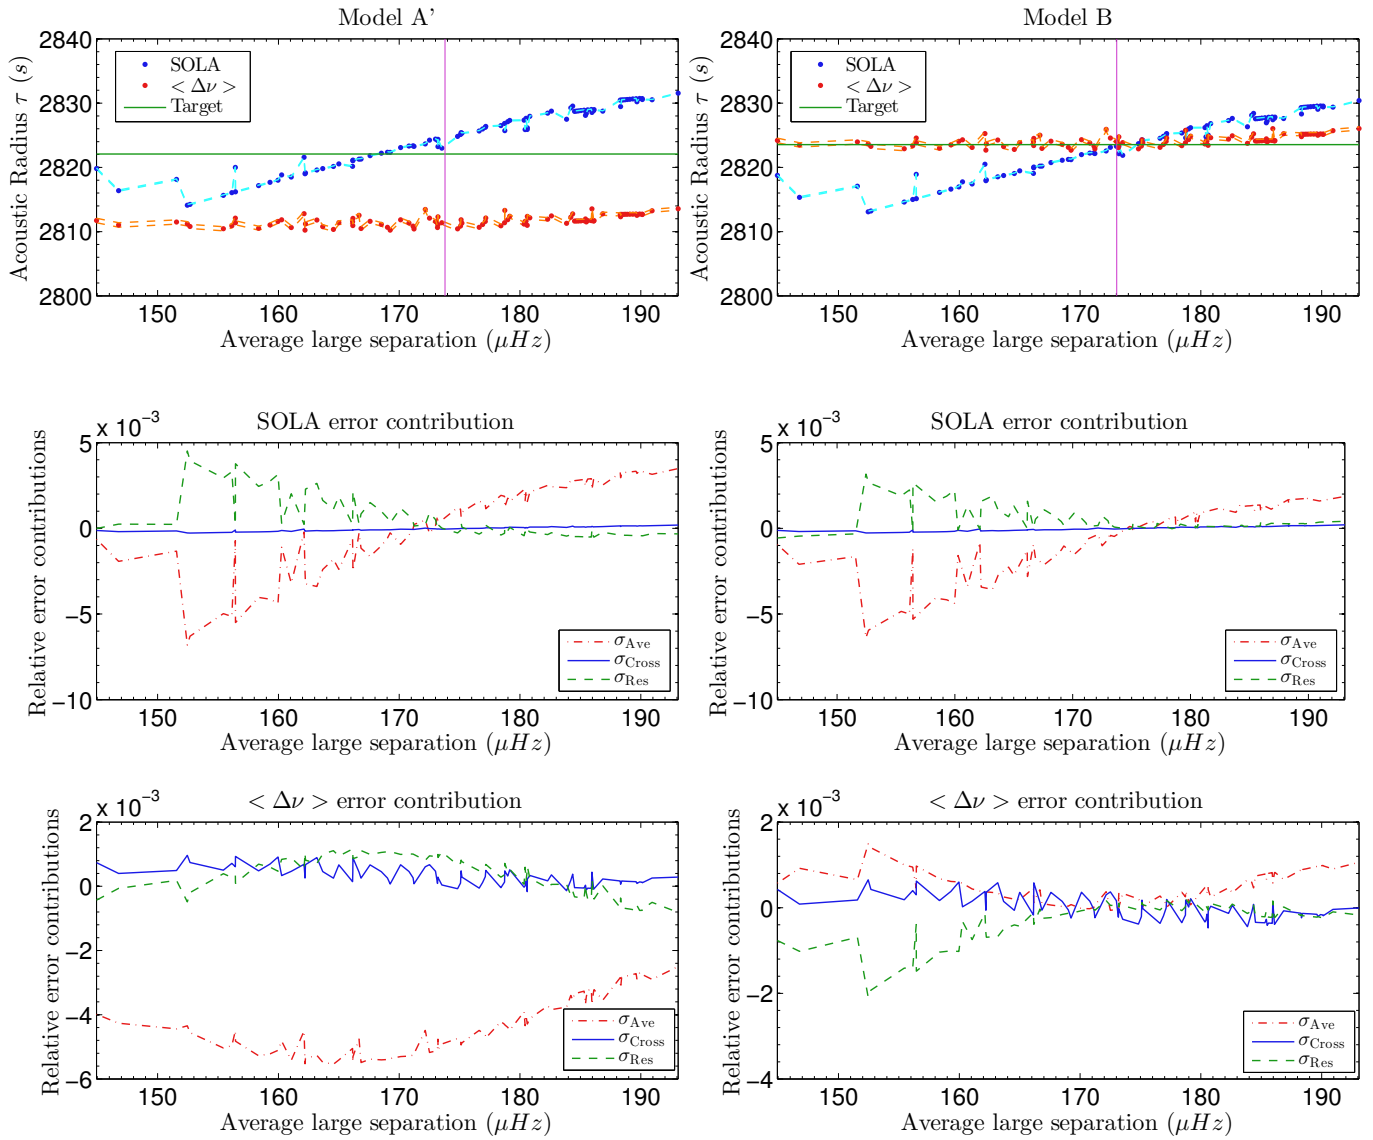 Model A'
2840
2830
2820
2810
2800
Acoustic Radius τ (s)
SOLA
< Δν >
Target
150 160 170 180 190
Average large separation (μHz)
Model B
2840
2830
2820
2810
2800
Acoustic Radius τ (s)
SOLA
< Δν >
Target
150 160 170 180 190
Average large separation (μHz)
SOLA error contribution
x 10⁻³
5
0
−5
−10
Relative error contributions
σAve
σCross
σRes
150 160 170 180 190
Average large separation (μHz)
SOLA error contribution
x 10⁻³
5
0
−5
−10
Relative error contributions
σAve
σCross
σRes
150 160 170 180 190
Average large separation (μHz)
< Δν > error contribution
x 10⁻³
2
0
−2
−4
−6
Relative error contributions
σAve
σCross
σRes
150 160 170 180 190
Average large separation (μHz)
< Δν > error contribution
x 10⁻³
2
0
−2
−4
Relative error contributions
σAve
σCross
σRes
150 160 170 180 190
Average large separation (μHz)